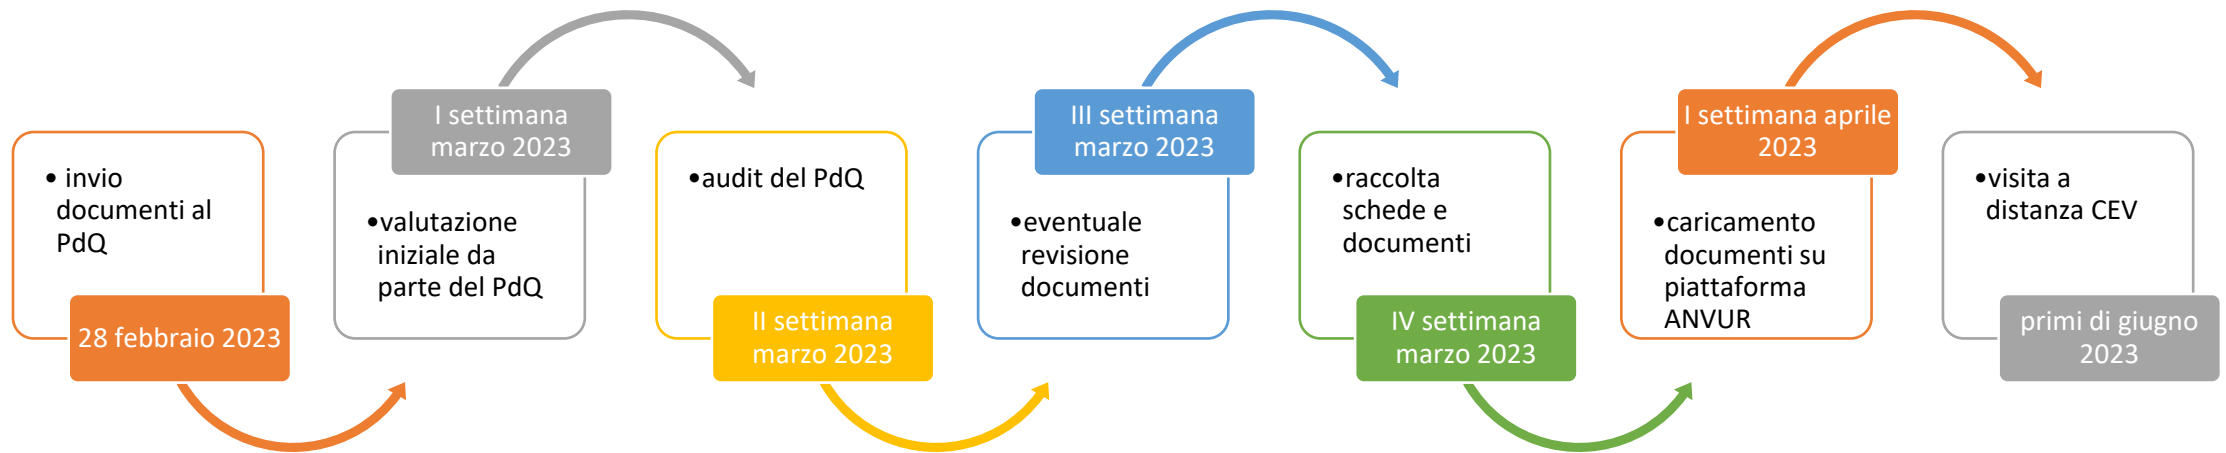 • invio
documenti al
PdQ
28 febbraio 2023
I settimana
marzo 2023
•valutazione
iniziale da
parte del PdQ
•audit del PdQ
II settimana
marzo 2023
III settimana
marzo 2023
•eventuale
revisione
documenti
•raccolta
schede e
documenti
IV settimana
marzo 2023
I settimana aprile
2023
•caricamento
documenti su
piattaforma
ANVUR
•visita a
distanza CEV
primi di giugno
2023